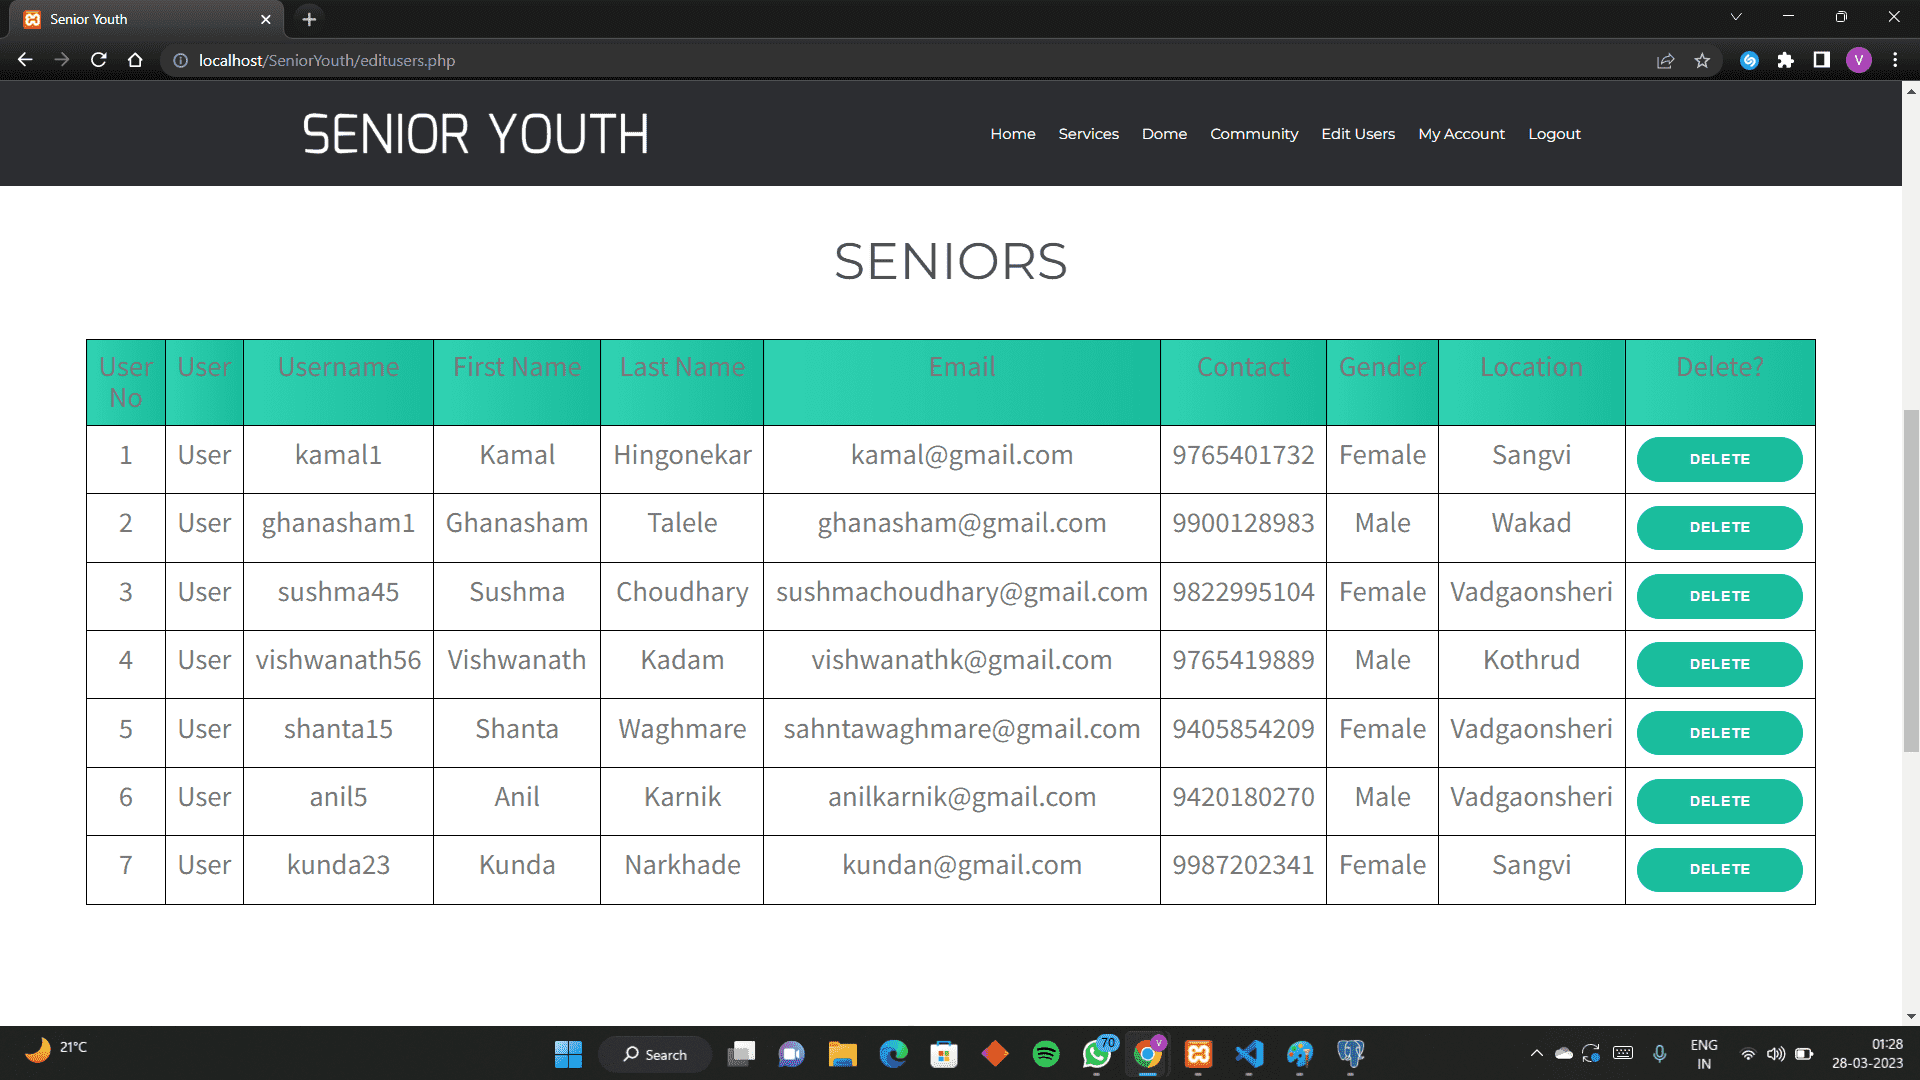 Senior Youth
localhost/SeniorYouth/editusers.php
V
SENIOR YOUTH
Home Services Dome Community Edit Users My Account Logout
SENIORS
User No User Username First Name Last Name Email Contact Gender Location Delete?
1 User kamal1 Kamal Hingonekar kamal@gmail.com 9765401732 Female Sangvi DELETE
2 User ghanasham1 Ghanasham Talele ghanasham@gmail.com 9900128983 Male Wakad DELETE
3 User sushma45 Sushma Choudhary sushmachoudhary@gmail.com 9822995104 Female Vadgaonsheri DELETE
4 User vishwanath56 Vishwanath Kadam vishwanathk@gmail.com 9765419889 Male Kothrud DELETE
5 User shanta15 Shanta Waghmare sahntawaghmare@gmail.com 9405854209 Female Vadgaonsheri DELETE
6 User anil5 Anil Karnik anilkarnik@gmail.com 9420180270 Male Vadgaonsheri DELETE
7 User kunda23 Kunda Narkhade kundan@gmail.com 9987202341 Female Sangvi DELETE
21°C
Search
70
V
ENG
IN
01:28
28-03-2023